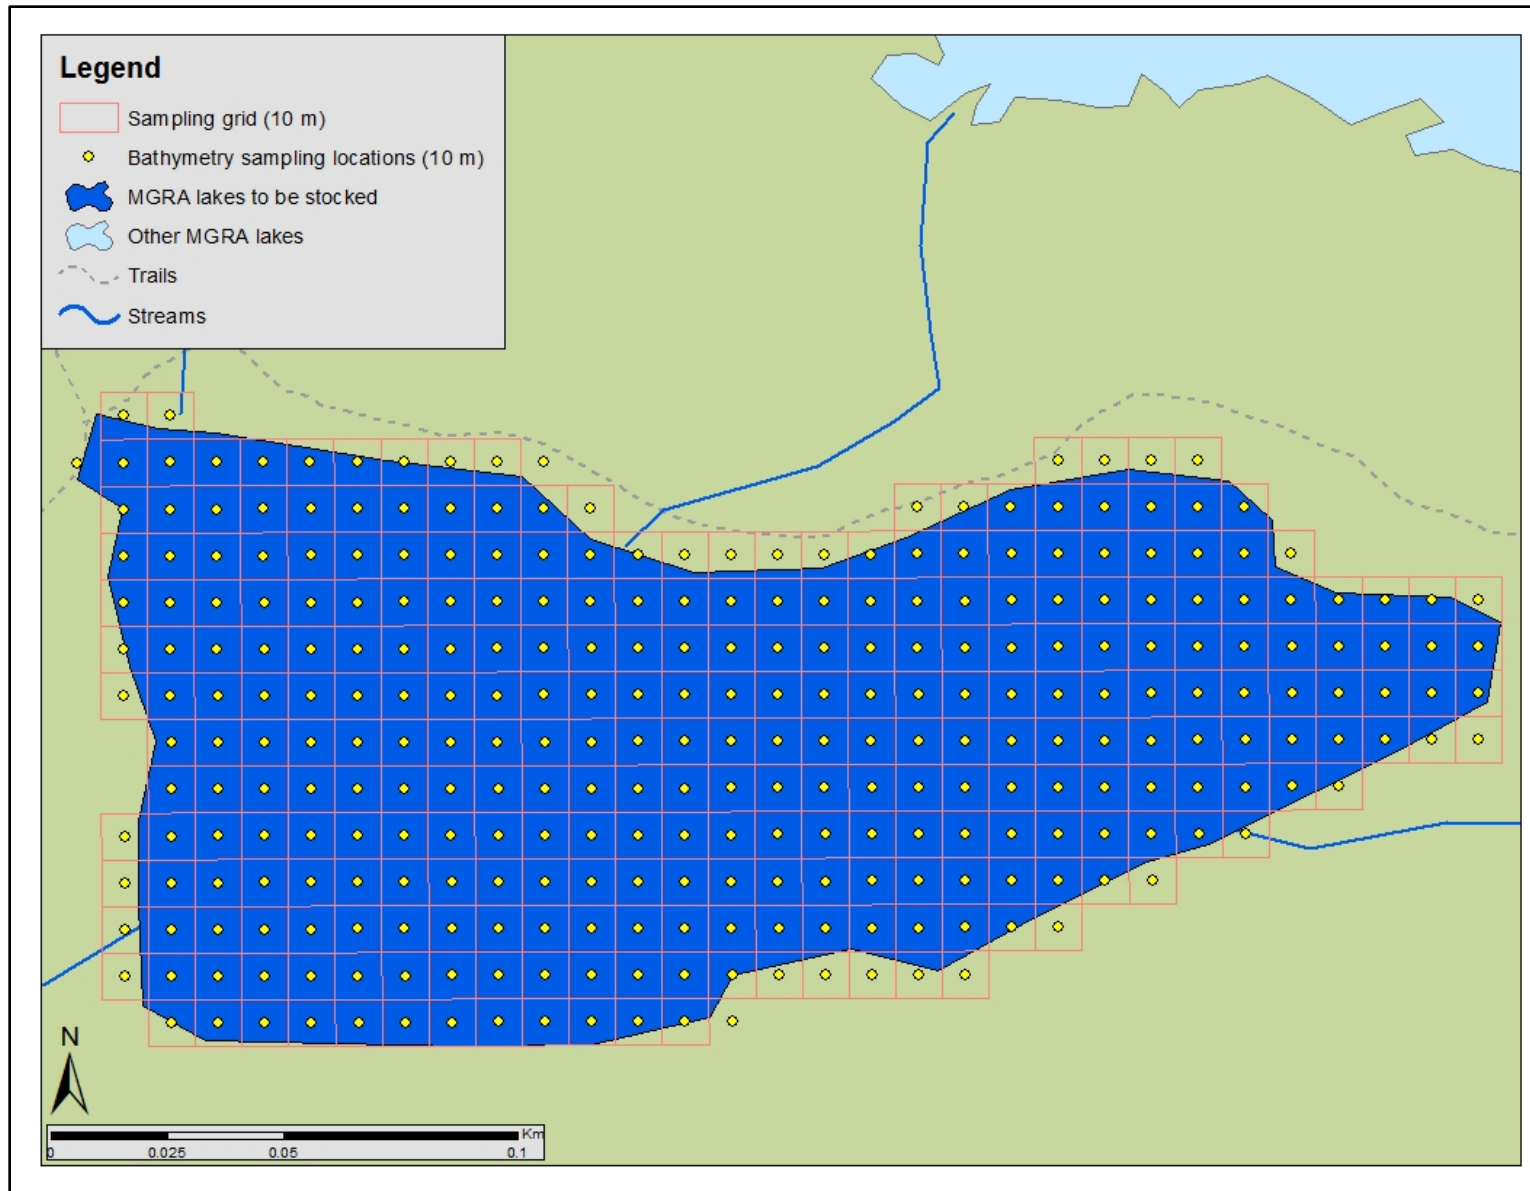 Legend
Sampling grid (10 m)
Bathymetry sampling locations (10 m)
MGRA lakes to be stocked
Other MGRA lakes
Trails
Streams
N
Km
0 0.025 0.05 0.1